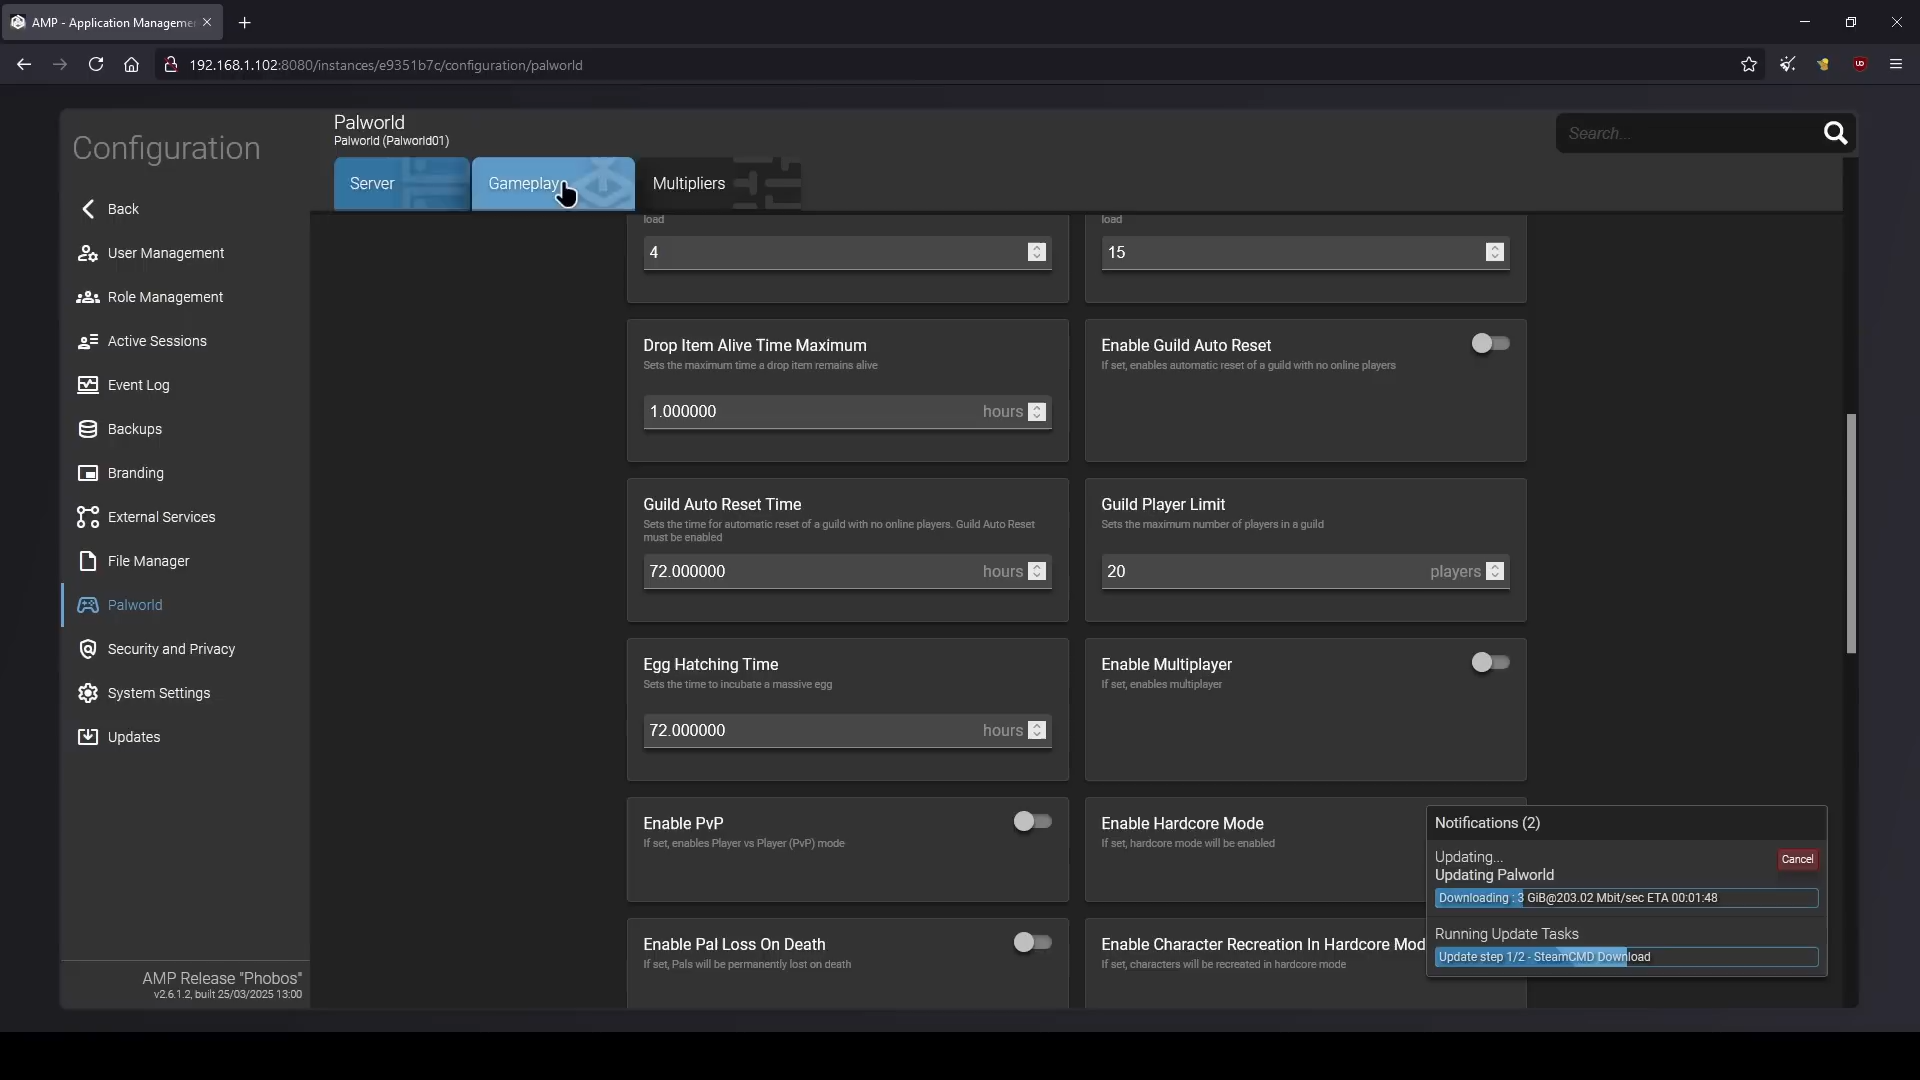 AMP - Application Manageme
192.168.1.102:8080/instances/e9351b7c/configuration/palworld
Configuration
Back
User Management
Role Management
Active Sessions
Event Log
Backups
Branding
External Services
File Manager
Palworld
Security and Privacy
System Settings
Updates
AMP Release "Phobos"
v2.6.1.2, built 25/03/2025 13:00
Palworld
Palworld (Palworld01)
Search...
Server
Gameplay
Multipliers
load
4
load
15
Drop Item Alive Time Maximum
Sets the maximum time a drop item remains alive
1.000000 hours
Enable Guild Auto Reset
If set, enables automatic reset of a guild with no online players
Guild Auto Reset Time
Sets the time for automatic reset of a guild with no online players. Guild Auto Reset
must be enabled
72.000000 hours
Guild Player Limit
Sets the maximum number of players in a guild
20 players
Egg Hatching Time
Sets the time to incubate a massive egg
72.000000 hours
Enable Multiplayer
If set, enables multiplayer
Enable PvP
If set, enables Player vs Player (PvP) mode
Enable Hardcore Mode
If set, hardcore mode will be enabled
Enable Pal Loss On Death
If set, Pals will be permanently lost on death
Enable Character Recreation In Hardcore Mod
If set, characters will be recreated in hardcore mode
Notifications (2)
Updating...
Cancel
Updating Palworld
Downloading : 3 GiB@203.02 Mbit/sec ETA 00:01:48
Running Update Tasks
Update step 1/2 - SteamCMD Download